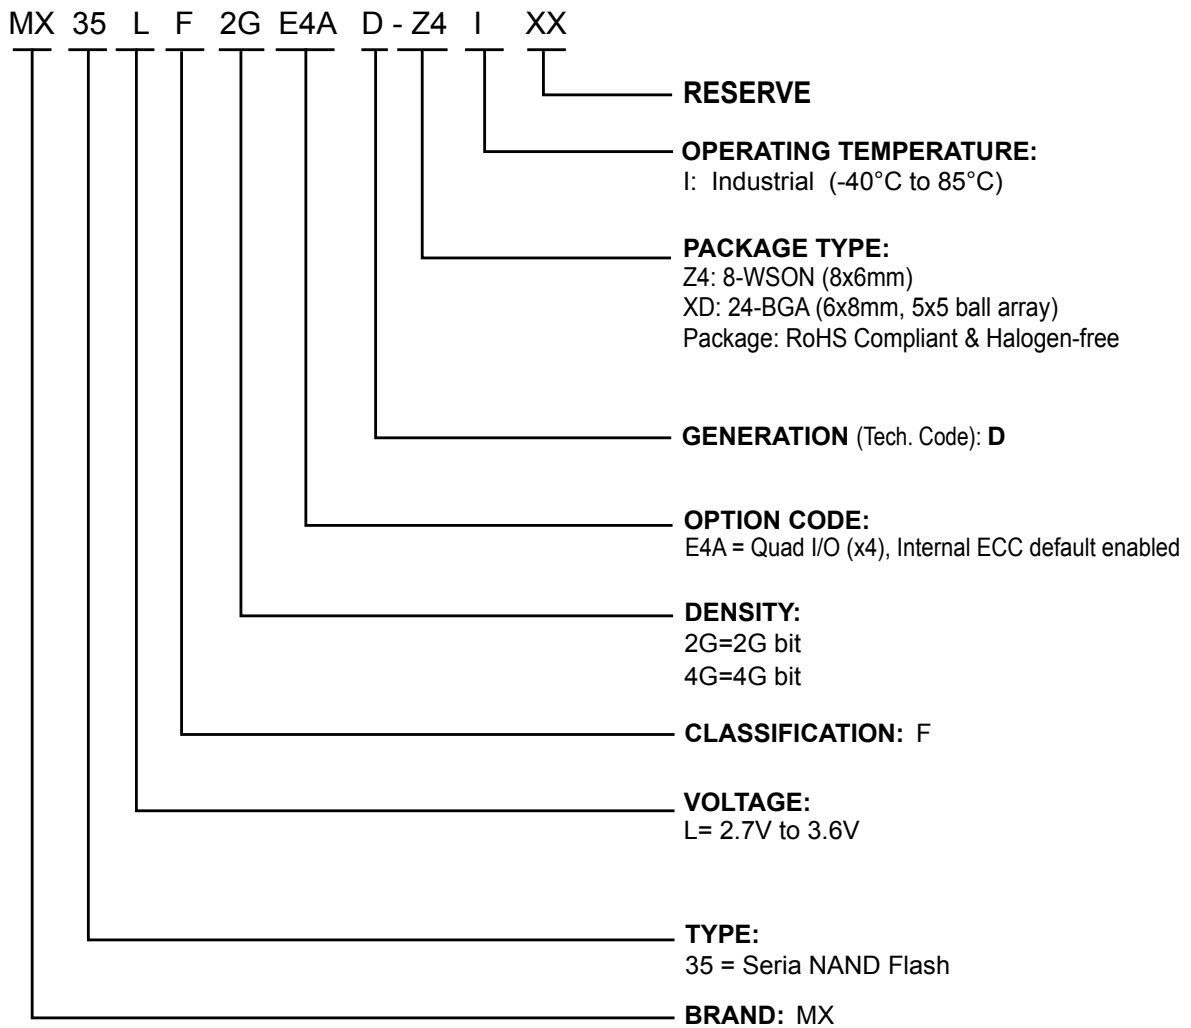 MX 35 L F 2G E4A D - Z4 I XX
RESERVE
OPERATING TEMPERATURE:
I: Industrial (-40°C to 85°C)
PACKAGE TYPE:
Z4: 8-WSON (8x6mm)
XD: 24-BGA (6x8mm, 5x5 ball array)
Package: RoHS Compliant & Halogen-free
GENERATION (Tech. Code): D
OPTION CODE:
E4A = Quad I/O (x4), Internal ECC default enabled
DENSITY:
2G=2G bit
4G=4G bit
CLASSIFICATION: F
VOLTAGE:
L= 2.7V to 3.6V
TYPE:
35 = Seria NAND Flash
BRAND: MX